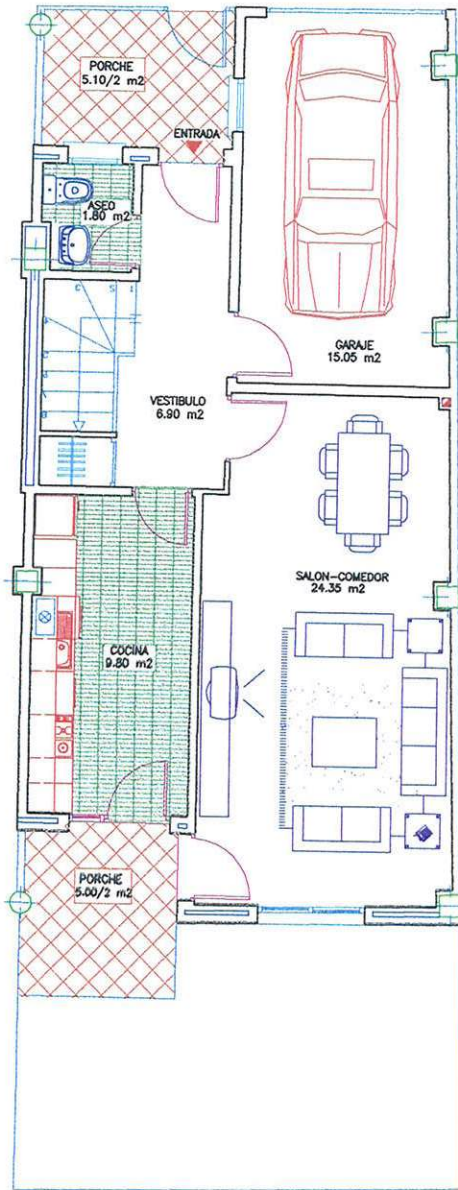 PORCHE
5.10/2 m2
ENTRADA
ASEO
1.80 m2
GARAJE
15.05 m2
VESTIBULO
6.90 m2
SALON-COMEDOR
24.35 m2
COCINA
9.80 m2
PORCHE
5.00/2 m2